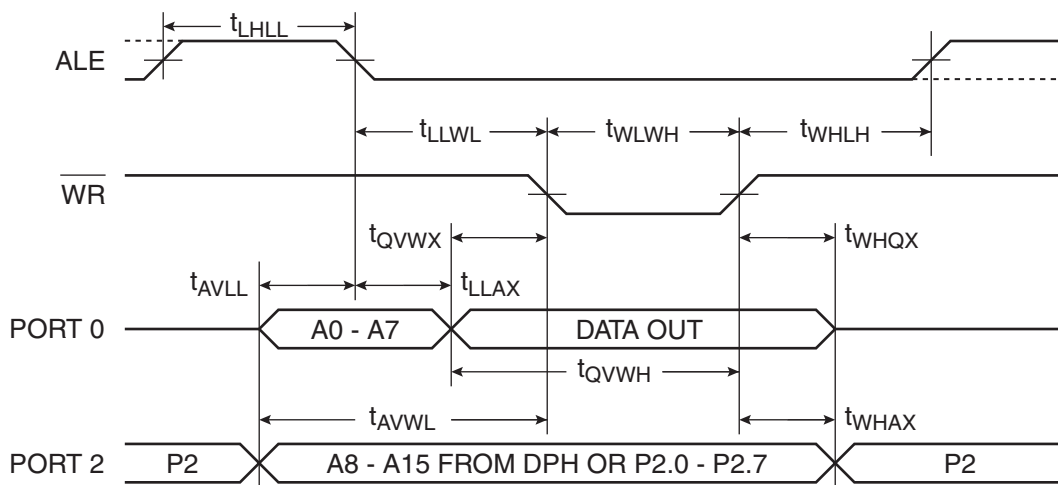 tLHLL
ALE
tLLWL tWLWH tWHLH
WR
tQVWX tWHQX
tAVLL tLLAX
PORT 0 A0 - A7 DATA OUT
tQVWH
tAVWL tWHAX
PORT 2 P2 A8 - A15 FROM DPH OR P2.0 - P2.7 P2